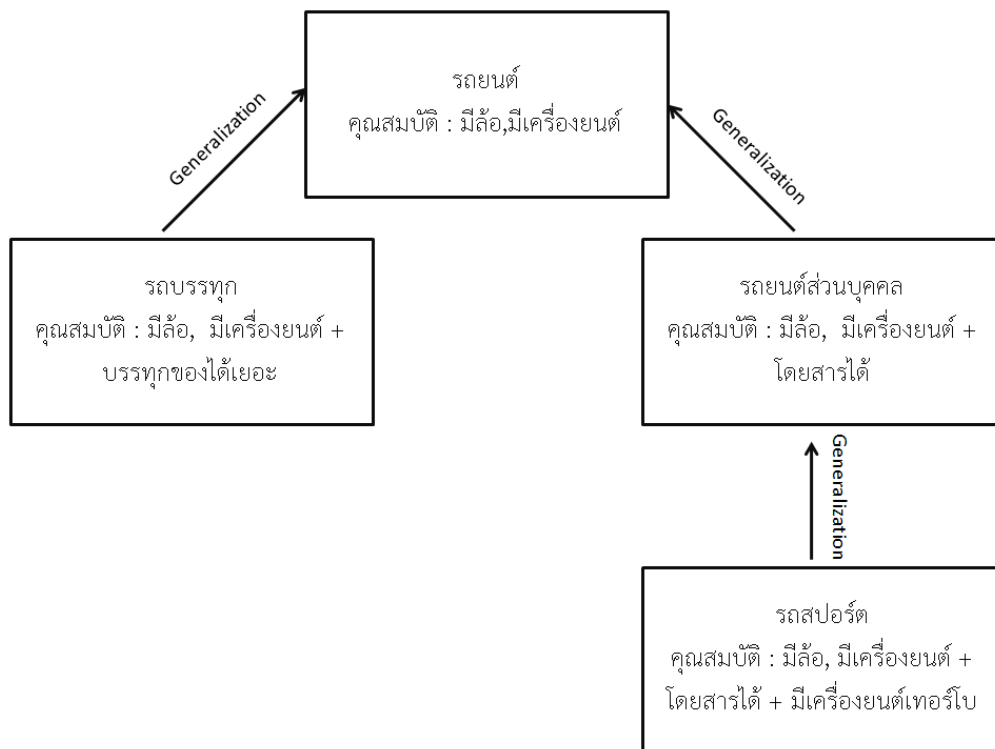 รถยนต์
คุณสมบัติ : มีล้อ,มีเครื่องยนต์
Generalization
Generalization
รถบรรทุก
คุณสมบัติ : มีล้อ, มีเครื่องยนต์ +
บรรทุกของได้เยอะ
รถยนต์ส่วนบุคคล
คุณสมบัติ : มีล้อ, มีเครื่องยนต์ +
โดยสารได้
Generalization
รถสปอร์ต
คุณสมบัติ : มีล้อ, มีเครื่องยนต์ +
โดยสารได้ + มีเครื่องยนต์เทอร์โบ